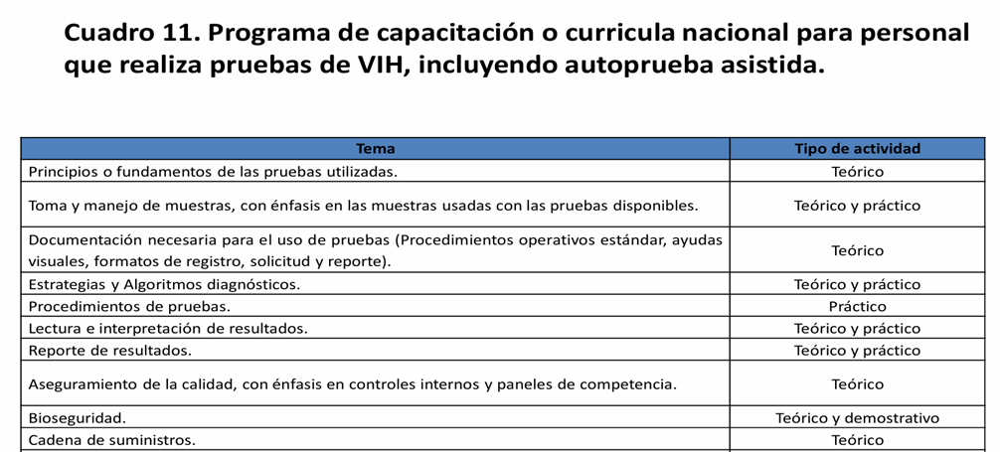 Cuadro 11. Programa de capacitación o curricula nacional para personal
que realiza pruebas de VIH, incluyendo autoprueba asistida.
Tema Tipo de actividad
Principios o fundamentos de las pruebas utilizadas. Teórico
Toma y manejo de muestras, con énfasis en las muestras usadas con las pruebas disponibles. Teórico y práctico
Documentación necesaria para el uso de pruebas (Procedimientos operativos estándar, ayudas
visuales, formatos de registro, solicitud y reporte). Teórico
Estrategias y Algoritmos diagnósticos. Teórico y práctico
Procedimientos de pruebas. Práctico
Lectura e interpretación de resultados. Teórico y práctico
Reporte de resultados. Teórico y práctico
Aseguramiento de la calidad, con énfasis en controles internos y paneles de competencia. Teórico
Bioseguridad. Teórico y demostrativo
Cadena de suministros. Teórico